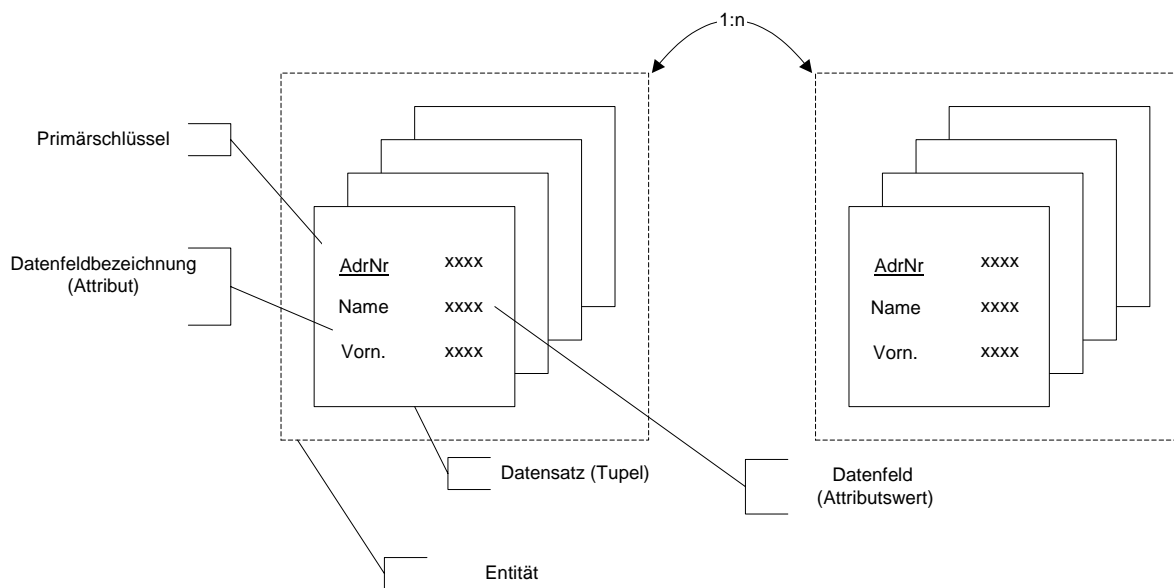 1:n
Primärschlüssel
Datenfeldbezeichnung
(Attribut)
AdrNr xxxx
Name xxxx
Vorn. xxxx
AdrNr xxxx
Name xxxx
Vorn. xxxx
Datensatz (Tupel)
Datenfeld
(Attributswert)
Entität